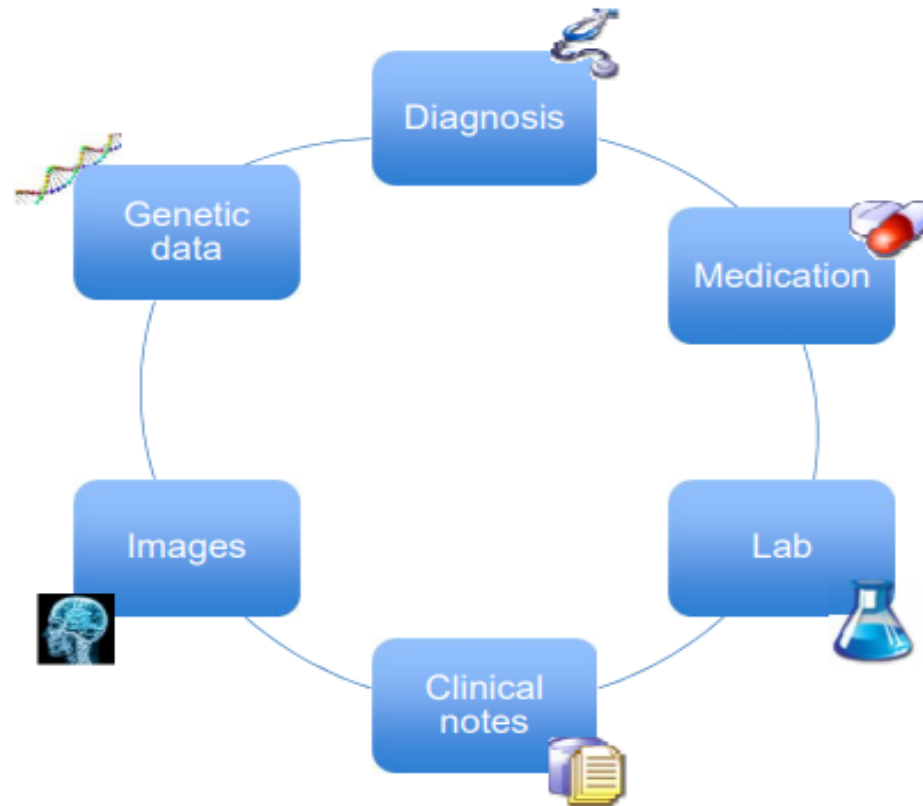 Diagnosis
Medication
Lab
Clinical
notes
Images
Genetic
data